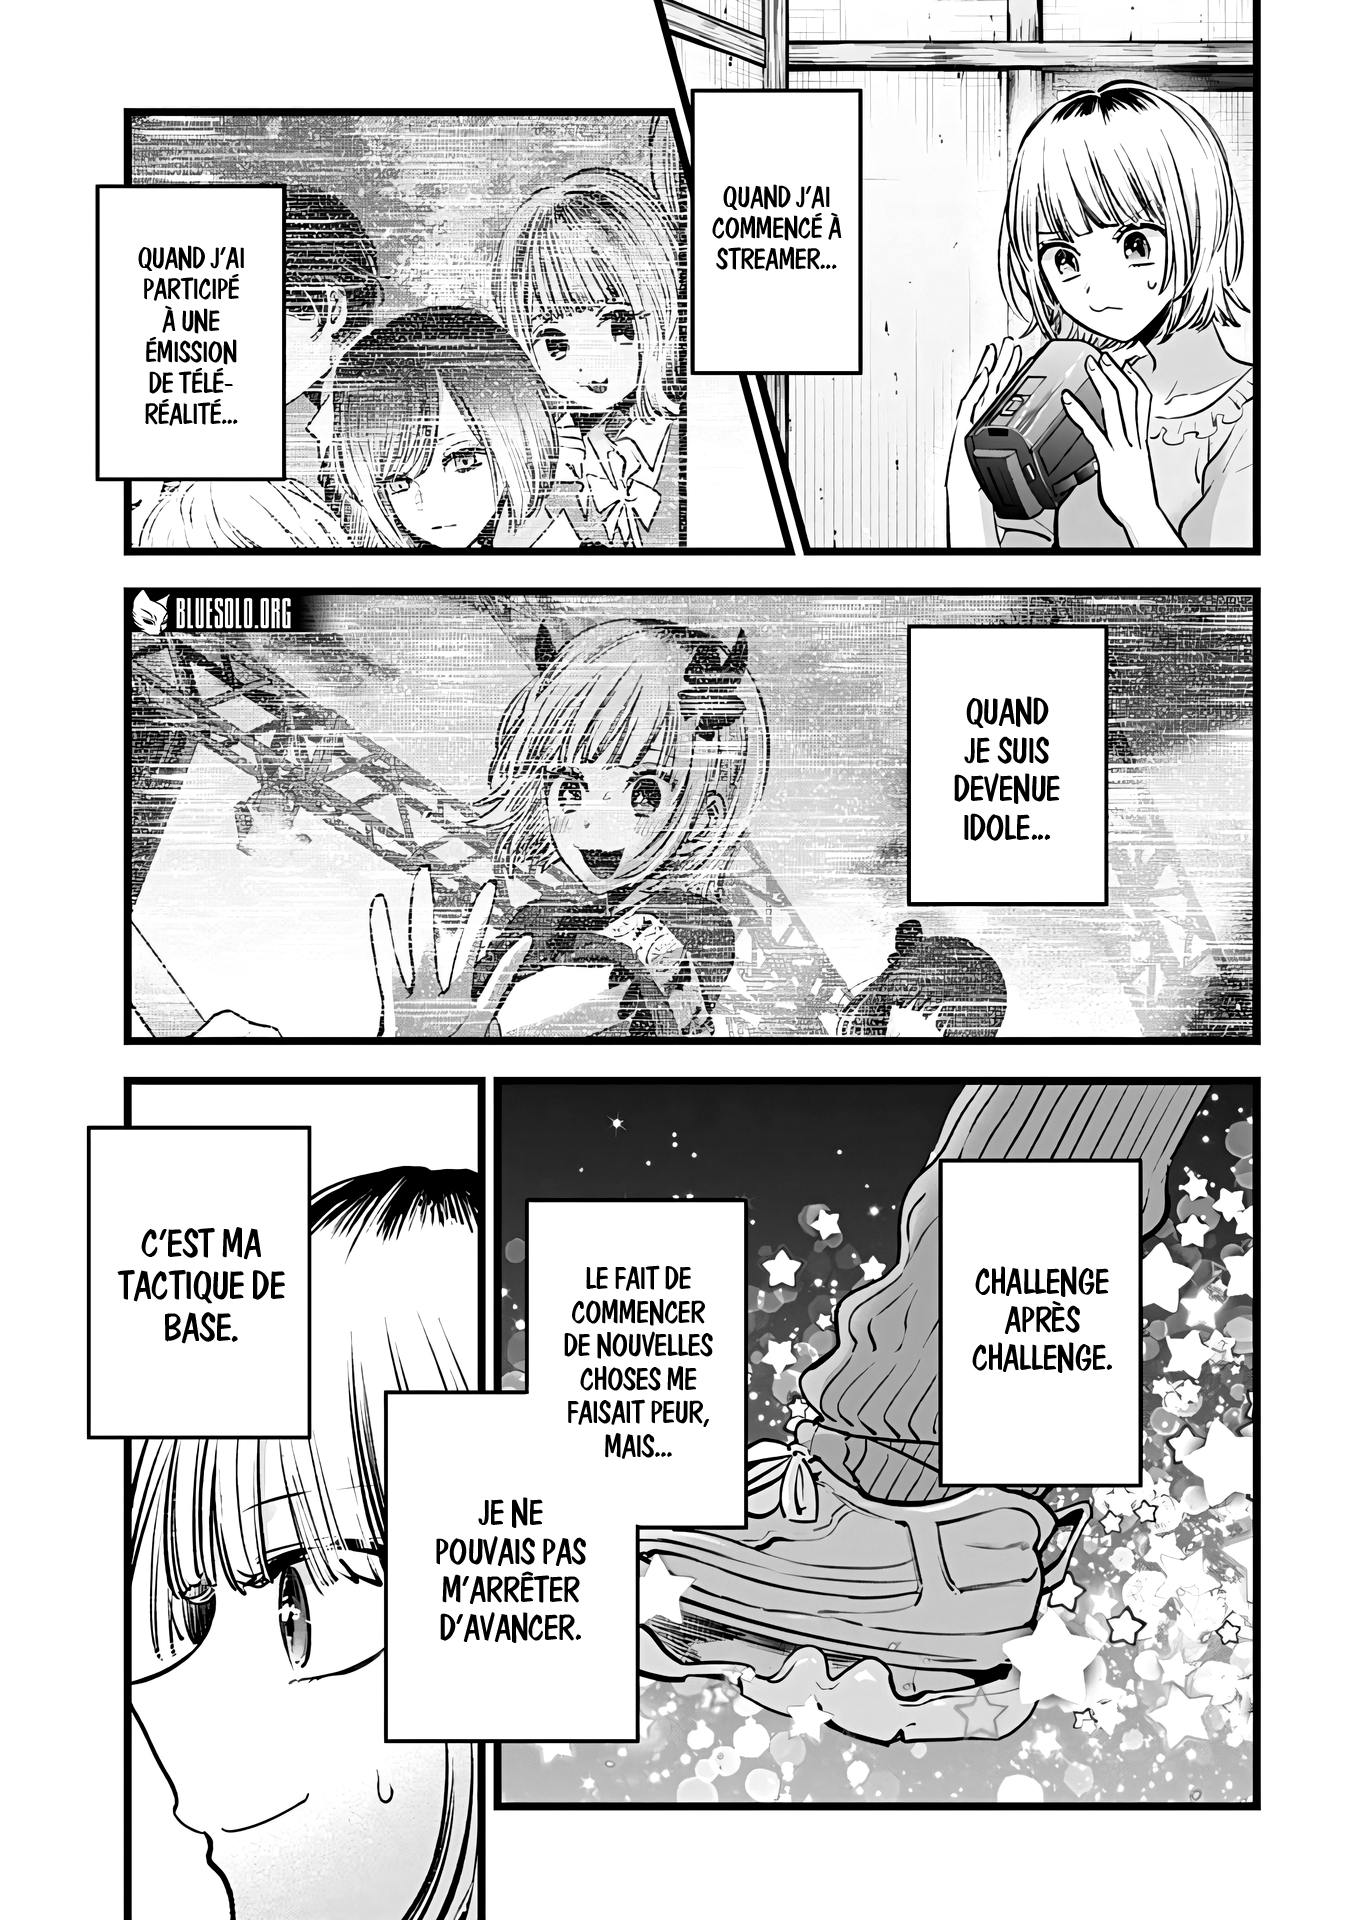 QUAND J'AI
COMMENCÉ À
STREAMER...
QUAND J'AI
PARTICIPÉ
À UNE
ÉMISSION
DE TÉLÉ-
RÉALITÉ...
BLUESOLO.ORG
QUAND
JE SUIS
DEVENUE
IDOLE...
CHALLENGE
APRÈS
CHALLENGE.
LE FAIT DE
COMMENCER
DE NOUVELLES
CHOSES ME
FAISAIT PEUR,
MAIS...
JE NE
POUVAIS PAS
M'ARRÊTER
D'AVANCER.
C'EST MA
TACTIQUE DE
BASE.